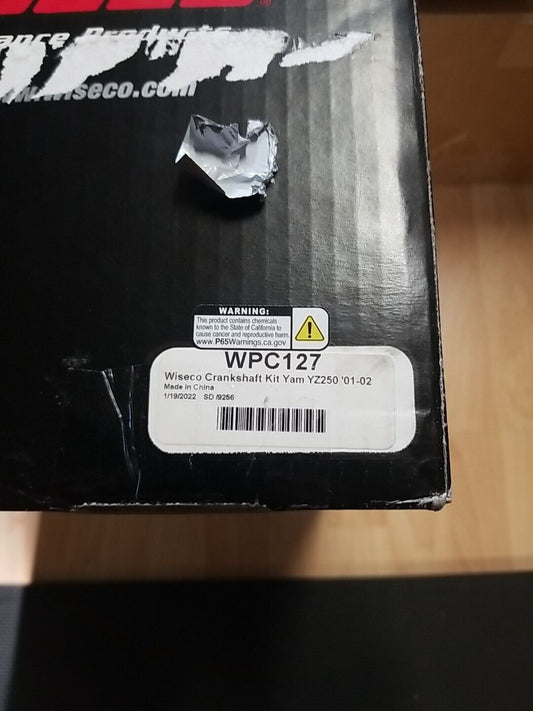 ®
ance Products
www.wiseco.com
WARNING:
This product contains chemicals
known to the State of California to
cause cancer and reproductive harm.
www.P65Warnings.ca.gov
WPC127
Wiseco Crankshaft Kit Yam YZ250 '01-02
Made in China
1/19/2022 SD /9256